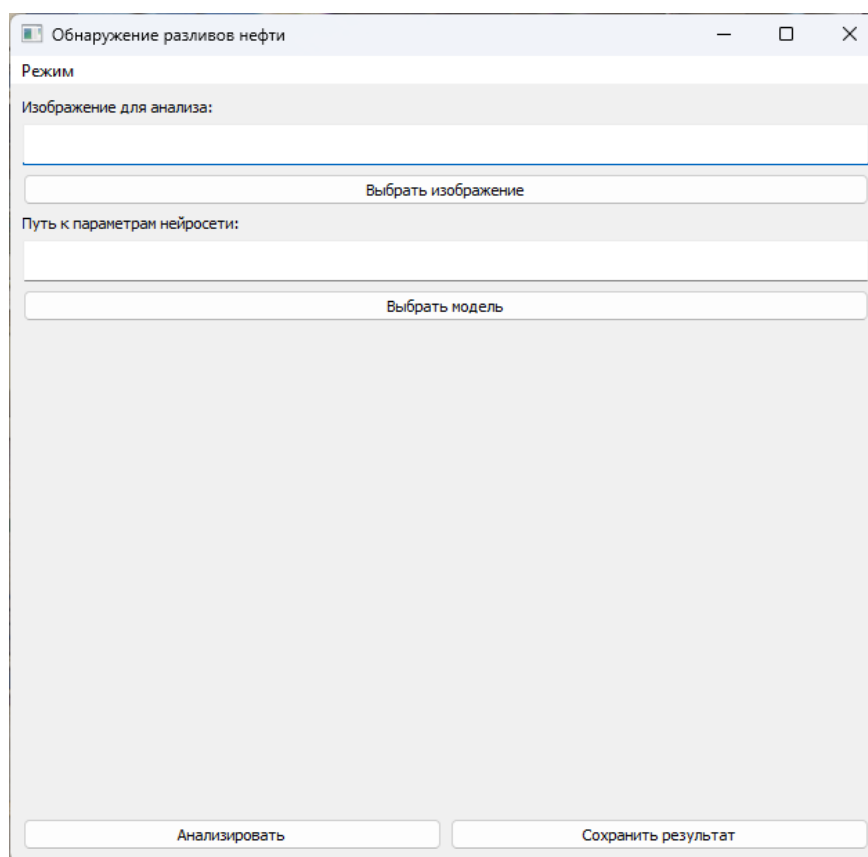 Обнаружение разливов нефти
Режим
Изображение для анализа:
Выбрать изображение
Путь к параметрам нейросети:
Выбрать модель
Анализировать Сохранить результат